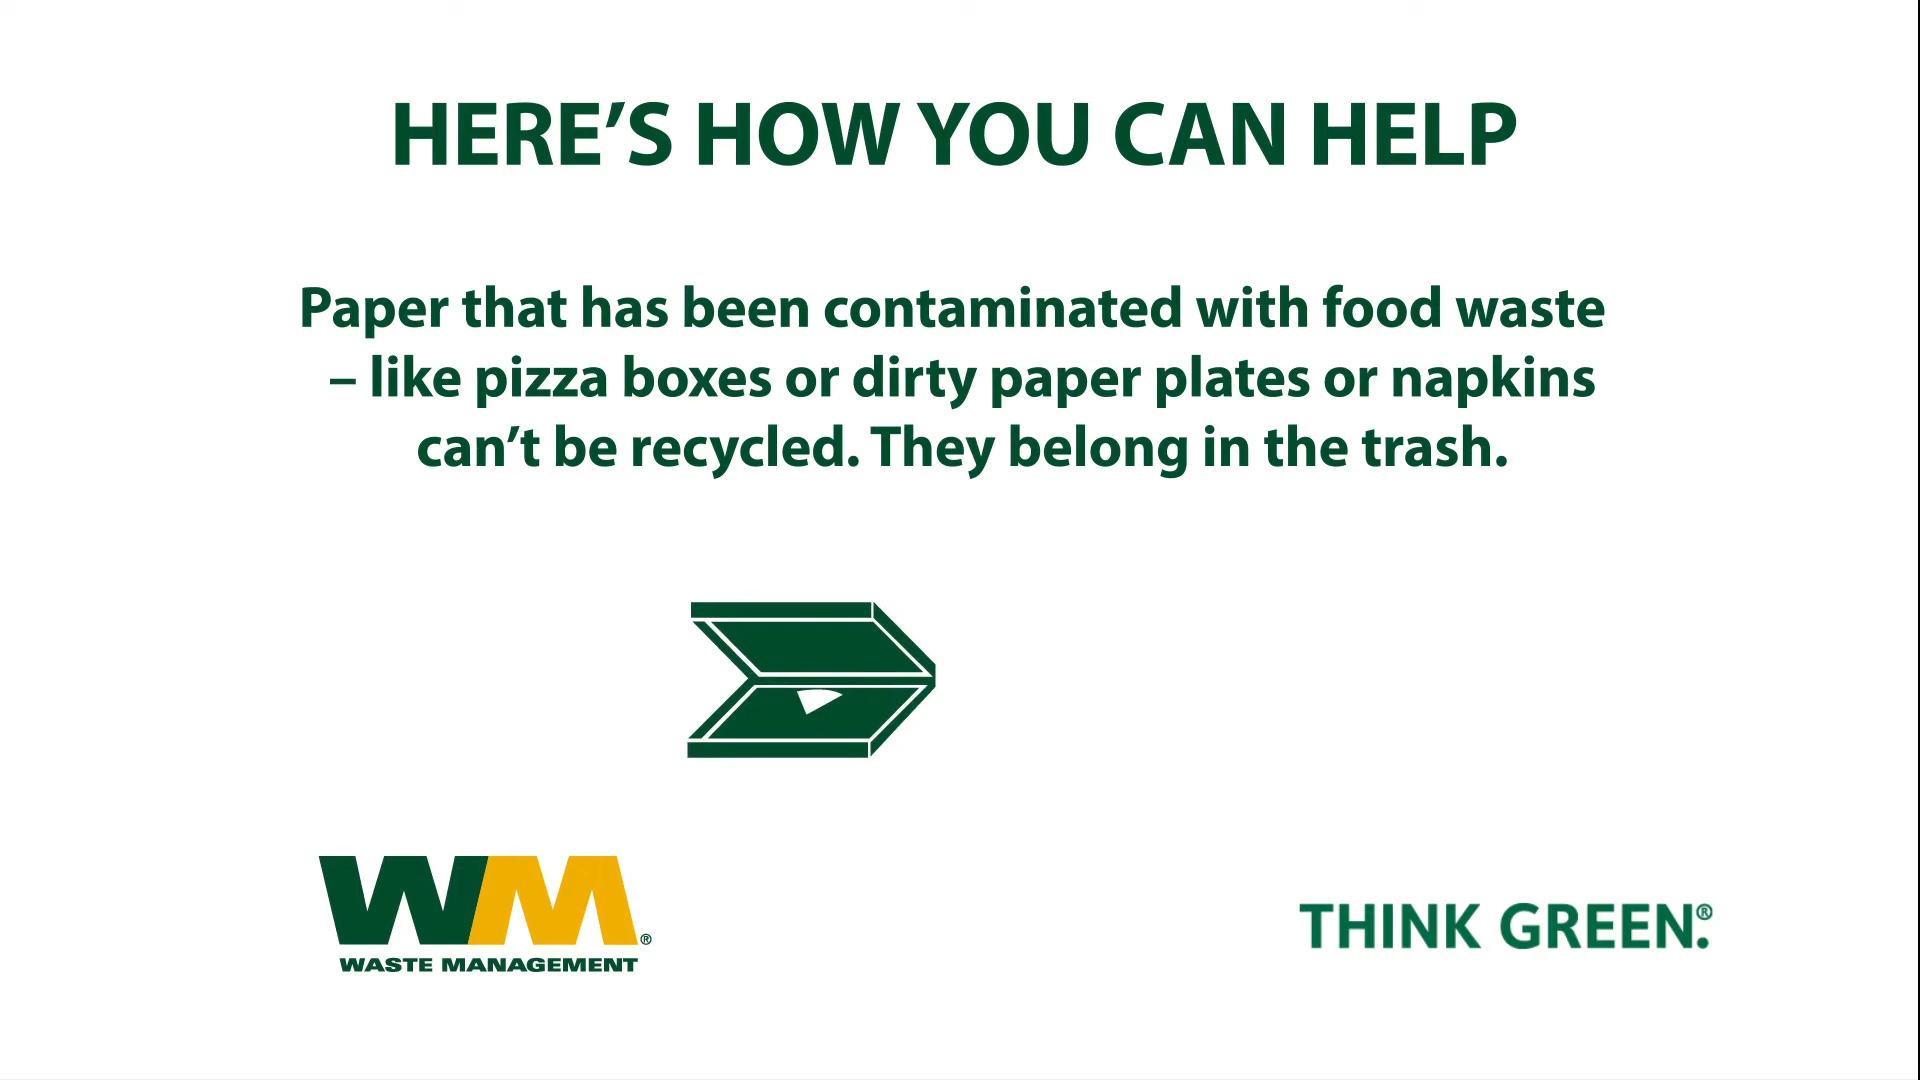 HERE’S HOW YOU CAN HELP
Paper that has been contaminated with food waste
– like pizza boxes or dirty paper plates or napkins
can’t be recycled. They belong in the trash.
WM®
WASTE MANAGEMENT
THINK GREEN.®